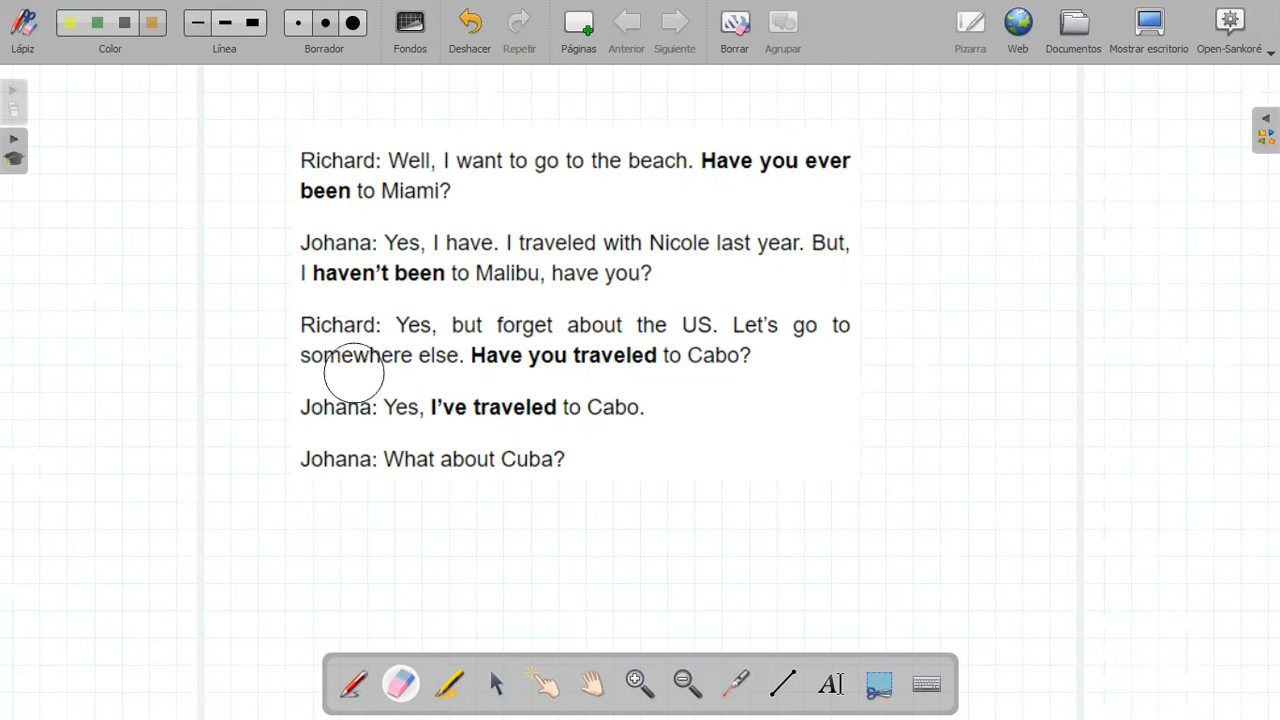 Lápiz
Color
Línea
Borrador
Fondos
Deshacer
Repetir
Páginas
Anterior
Siguiente
Borrar
Agrupar
Pizarra
Web
Documentos
Mostrar escritorio
Open-Sankoré
Richard: Well, I want to go to the beach. Have you ever
been to Miami?
Johana: Yes, I have. I traveled with Nicole last year. But,
I haven’t been to Malibu, have you?
Richard: Yes, but forget about the US. Let’s go to
somewhere else. Have you traveled to Cabo?
Johana: Yes, I’ve traveled to Cabo.
Johana: What about Cuba?
AI